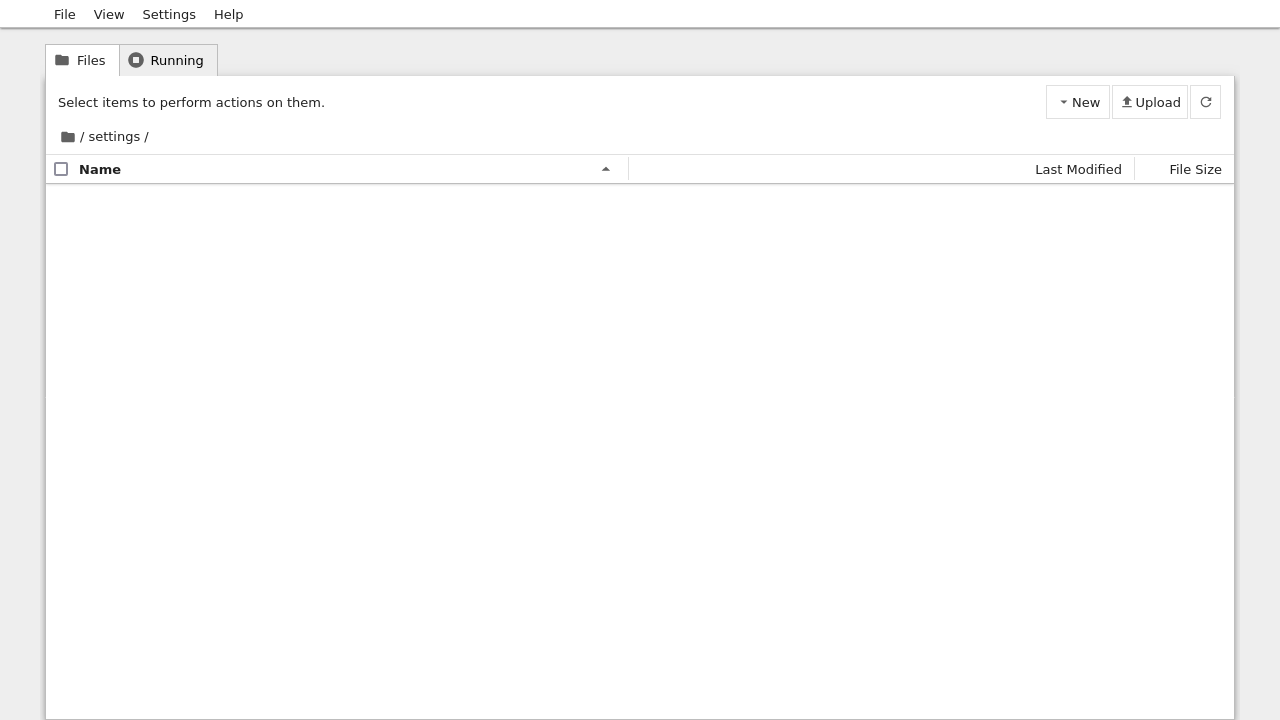 File View Settings Help
Files Running
Select items to perform actions on them.
New Upload
/ settings /
Name Last Modified File Size